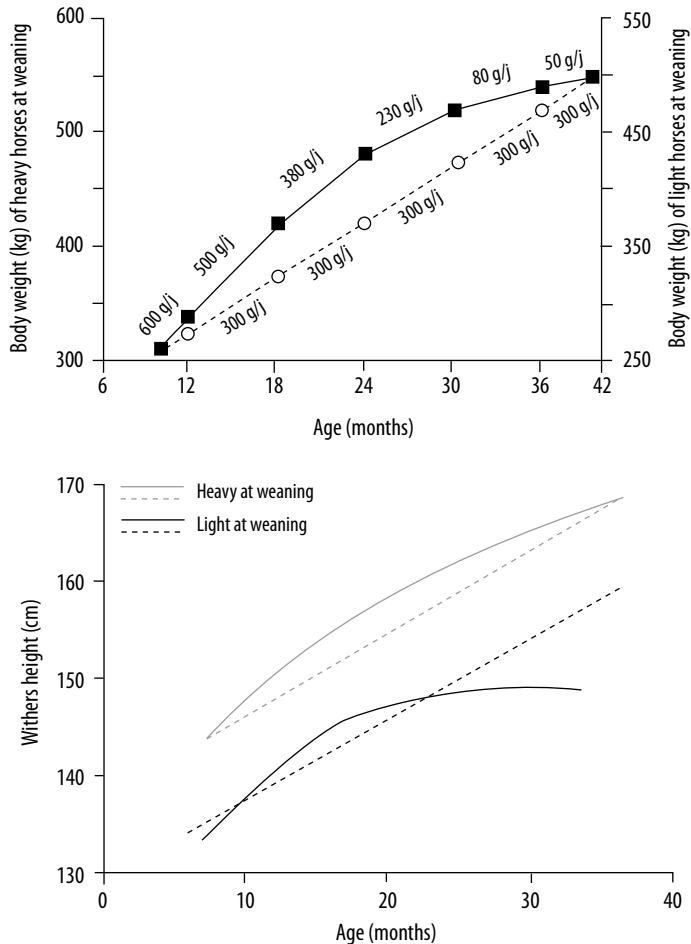 600
500
400
300
Body weight (kg) of heavy horses at weaning
550
450
350
250
Body weight (kg) of light horses at weaning
600 g/j
500 g/j
380 g/j
230 g/j
80 g/j
50 g/j
300 g/j
300 g/j
300 g/j
300 g/j
300 g/j
6 12 18 24 30 36 42
Age (months)
170
160
150
140
130
Withers height (cm)
Heavy at weaning
Light at weaning
0 10 20 30 40
Age (months)